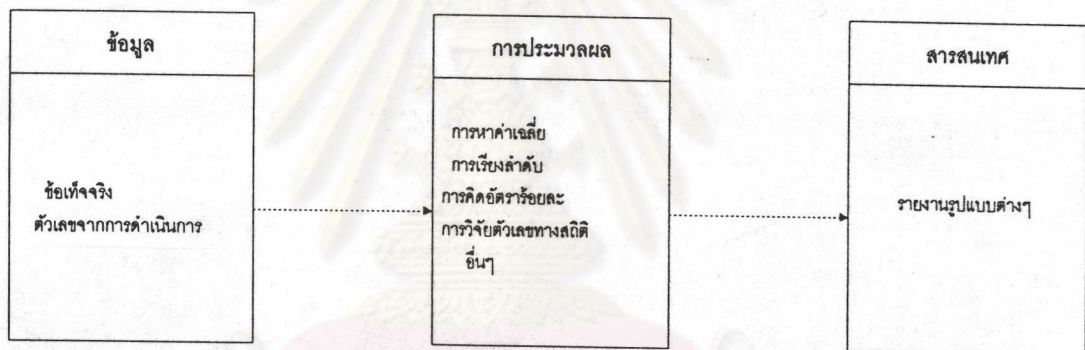 ข้อมูล
ข้อเท็จจริง
ตัวเลขจากการดำเนินการ
การประมวลผล
การหาค่าเฉลี่ย
การเรียงลำดับ
การคิดอัตราร้อยละ
การวิจัยตัวเลขทางสถิติ
อื่นๆ
สารสนเทศ
รายงานรูปแบบต่างๆ